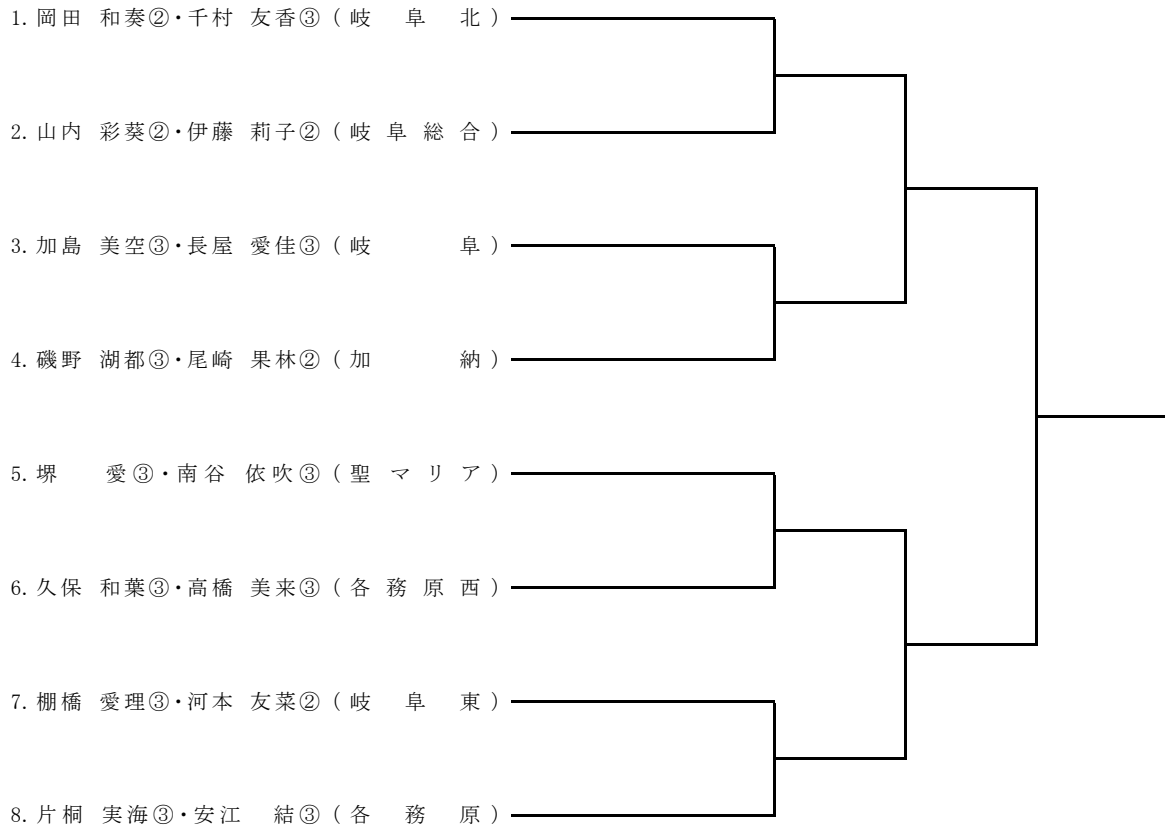 1. 岡田 和奏②・千村 友香③ ( 岐 阜 北 )
2. 山内 彩葵②・伊藤 莉子② ( 岐 阜 総 合 )
3. 加島 美空③・長屋 愛佳③ ( 岐 阜 )
4. 磯野 湖都③・尾崎 果林② ( 加 納 )
5. 堺 愛③・南谷 依吹③ ( 聖 マ リ ア )
6. 久保 和葉③・高橋 美来③ ( 各 務 原 西 )
7. 棚橋 愛理③・河本 友菜② ( 岐 阜 東 )
8. 片桐 実海③・安江 結③ ( 各 務 原 )